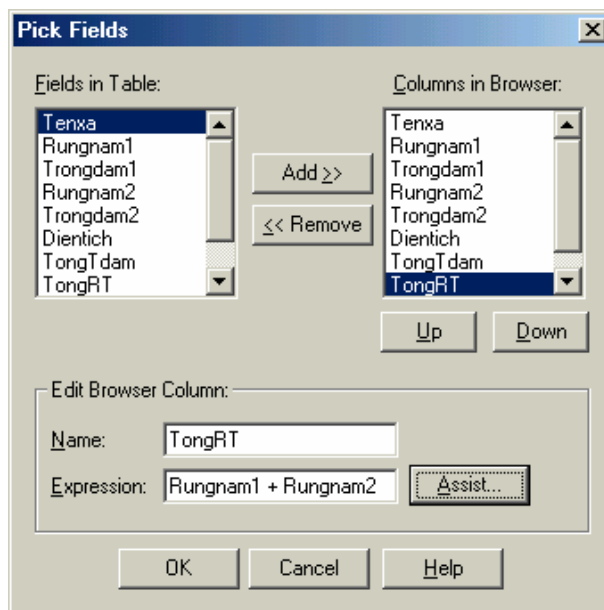 Pick Fields
Fields in Table:
Tenxa
Rungnam1
Trongdam1
Rungnam2
Trongdam2
Dientich
TongTdam
TongRT
Add >>
<< Remove
Columns in Browser:
Tenxa
Rungnam1
Trongdam1
Rungnam2
Trongdam2
Dientich
TongTdam
TongRT
Up
Down
Edit Browser Column:
Name:
TongRT
Expression:
Rungnam1 + Rungnam2
Assist...
OK
Cancel
Help